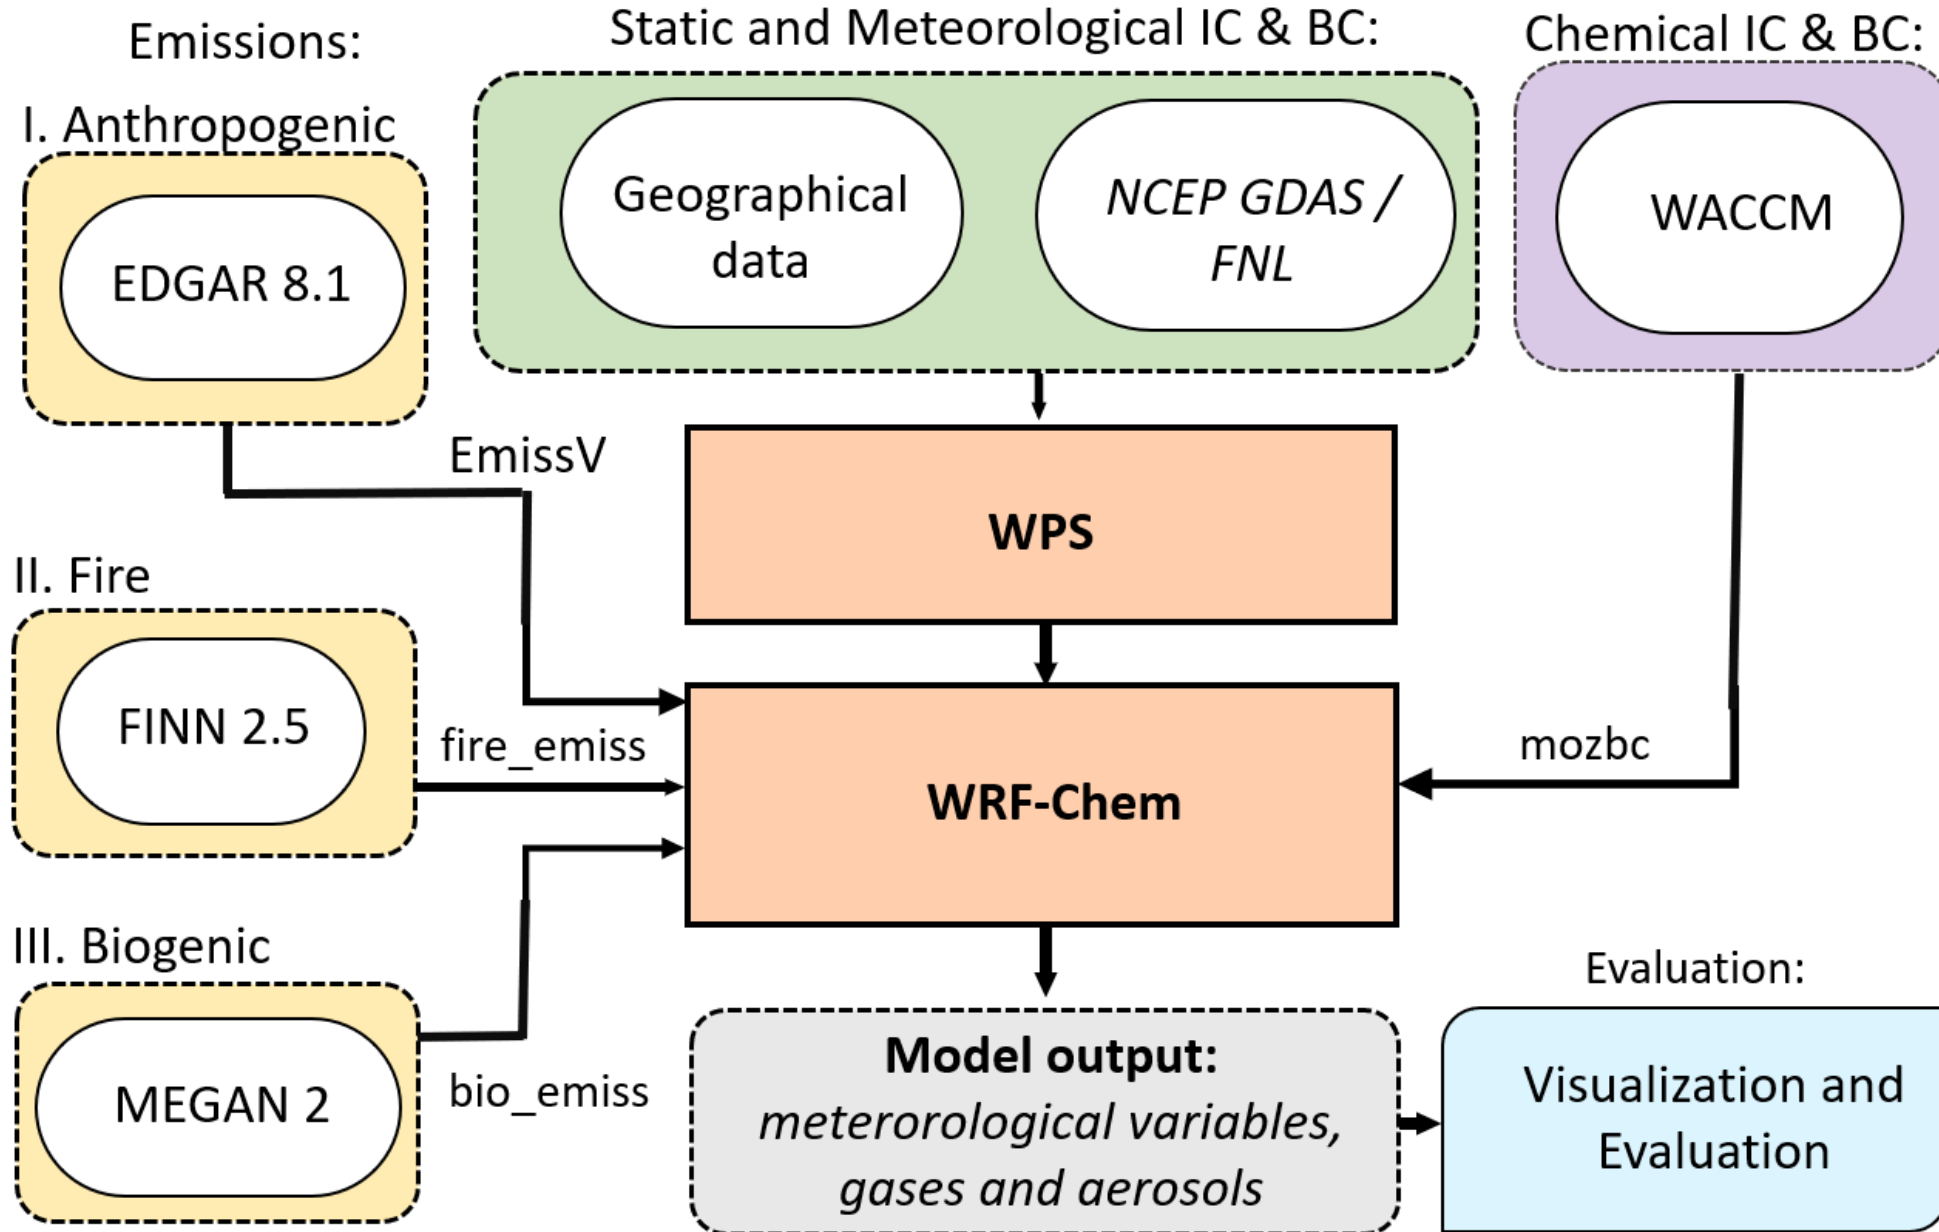 Emissions:
Static and Meteorological IC & BC:
Chemical IC & BC:
I. Anthropogenic
EDGAR 8.1
Geographical
data
NCEP GDAS /
FNL
WACCM
EmissV
WPS
II. Fire
FINN 2.5
fire_emiss
WRF-Chem
mozbc
III. Biogenic
MEGAN 2
bio_emiss
Model output:
meterorological variables,
gases and aerosols
Evaluation:
Visualization and
Evaluation